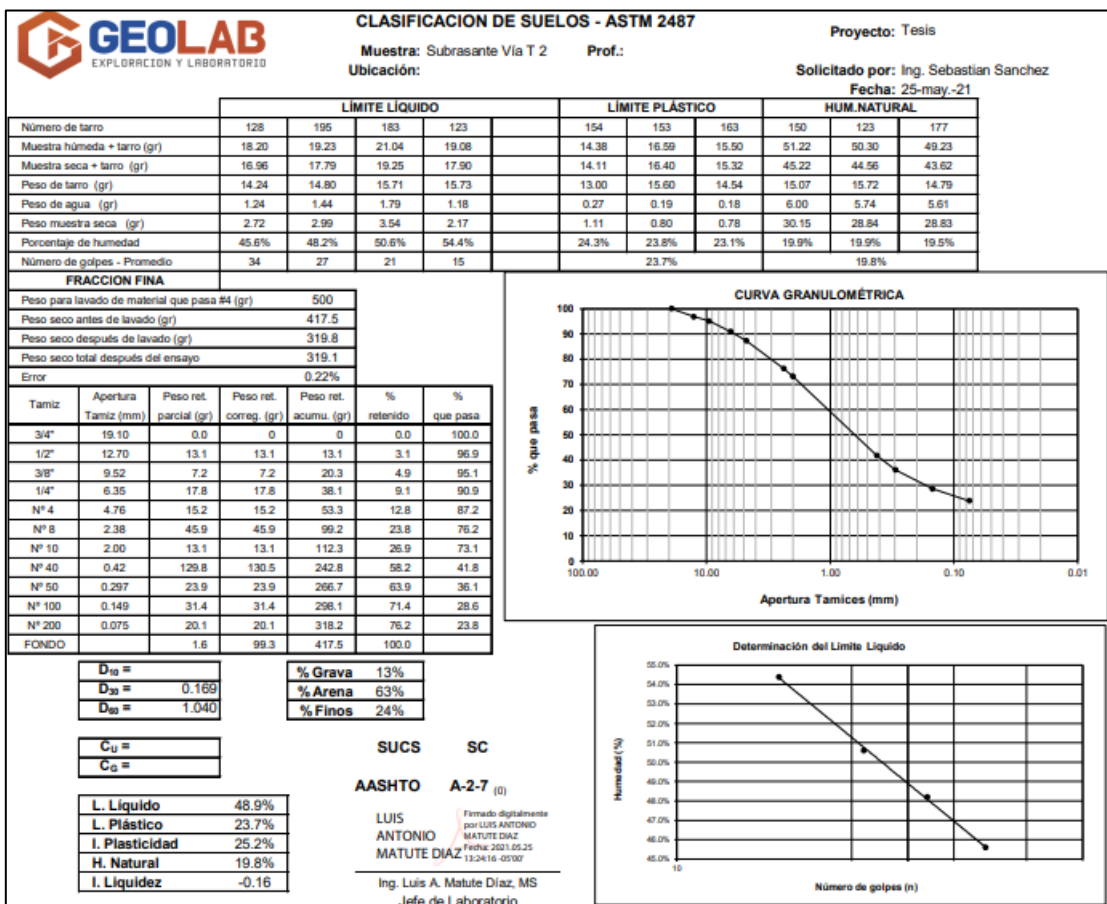 GEOLAB
EXPLORACION Y LABORATORIO
CLASIFICACION DE SUELOS - ASTM 2487
Muestra: Subrasante Vía T 2 Prof.:
Ubicación:
Proyecto: Tesis
Solicitado por: Ing. Sebastian Sanchez
Fecha: 25-may.-21
LÍMITE LÍQUIDO LÍMITE PLÁSTICO HUM.NATURAL
Número de tarro 128 195 183 123 154 153 163 150 123 177
Muestra húmeda + tarro (gr) 18.20 19.23 21.04 19.08 14.38 16.59 15.50 51.22 50.30 49.23
Muestra seca + tarro (gr) 16.96 17.79 19.25 17.90 14.11 16.40 15.32 45.22 44.56 43.62
Peso de tarro (gr) 14.24 14.80 15.71 15.73 13.00 15.60 14.54 15.07 15.72 14.79
Peso de agua (gr) 1.24 1.44 1.79 1.18 0.27 0.19 0.18 6.00 5.74 5.61
Peso muestra seca (gr) 2.72 2.99 3.54 2.17 1.11 0.80 0.78 30.15 28.84 28.83
Porcentaje de humedad 45.6% 48.2% 50.6% 54.4% 24.3% 23.8% 23.1% 19.9% 19.9% 19.5%
Número de golpes - Promedio 34 27 21 15 23.7% 19.8%
FRACCION FINA
Peso para lavado de material que pasa #4 (gr) 500
Peso seco antes de lavado (gr) 417.5
Peso seco después de lavado (gr) 319.8
Peso seco total después del ensayo 319.1
Error 0.22%
Tamiz Apertura Peso ret. Peso ret. Peso ret. % %
Tamiz (mm) parcial (gr) correg. (gr) acumu. (gr) retenido que pasa
3/4" 19.10 0.0 0 0 0.0 100.0
1/2" 12.70 13.1 13.1 13.1 3.1 96.9
3/8" 9.52 7.2 7.2 20.3 4.9 95.1
1/4" 6.35 17.8 17.8 38.1 9.1 90.9
Nº 4 4.76 15.2 15.2 53.3 12.8 87.2
Nº 8 2.38 45.9 45.9 99.2 23.8 76.2
Nº 10 2.00 13.1 13.1 112.3 26.9 73.1
Nº 40 0.42 129.8 130.5 242.8 58.2 41.8
Nº 50 0.297 23.9 23.9 266.7 63.9 36.1
Nº 100 0.149 31.4 31.4 298.1 71.4 28.6
Nº 200 0.075 20.1 20.1 318.2 76.2 23.8
FONDO 1.6 99.3 417.5 100.0
CURVA GRANULOMÉTRICA
% que pasa
100
90
80
70
60
50
40
30
20
10
0
100.00 10.00 1.00 0.10 0.01
Apertura Tamices (mm)
D10 =
D30 = 0.169
D60 = 1.040
% Grava 13%
% Arena 63%
% Finos 24%
CU =
CG =
SUCS SC
AASHTO A-2-7 (0)
L. Líquido 48.9%
L. Plástico 23.7%
I. Plasticidad 25.2%
H. Natural 19.8%
I. Liquidez -0.16
LUIS
ANTONIO
MATUTE DIAZ
Firmado digitalmente
por LUIS ANTONIO
MATUTE DIAZ
Fecha: 2021.05.25
13:24:16 -05'00'
Ing. Luis A. Matute Díaz, MS
Jefe de Laboratorio
Determinación del Límite Líquido
Humedad (%)
55.0%
54.0%
53.0%
52.0%
51.0%
50.0%
49.0%
48.0%
47.0%
46.0%
45.0%
10
Número de golpes (n)